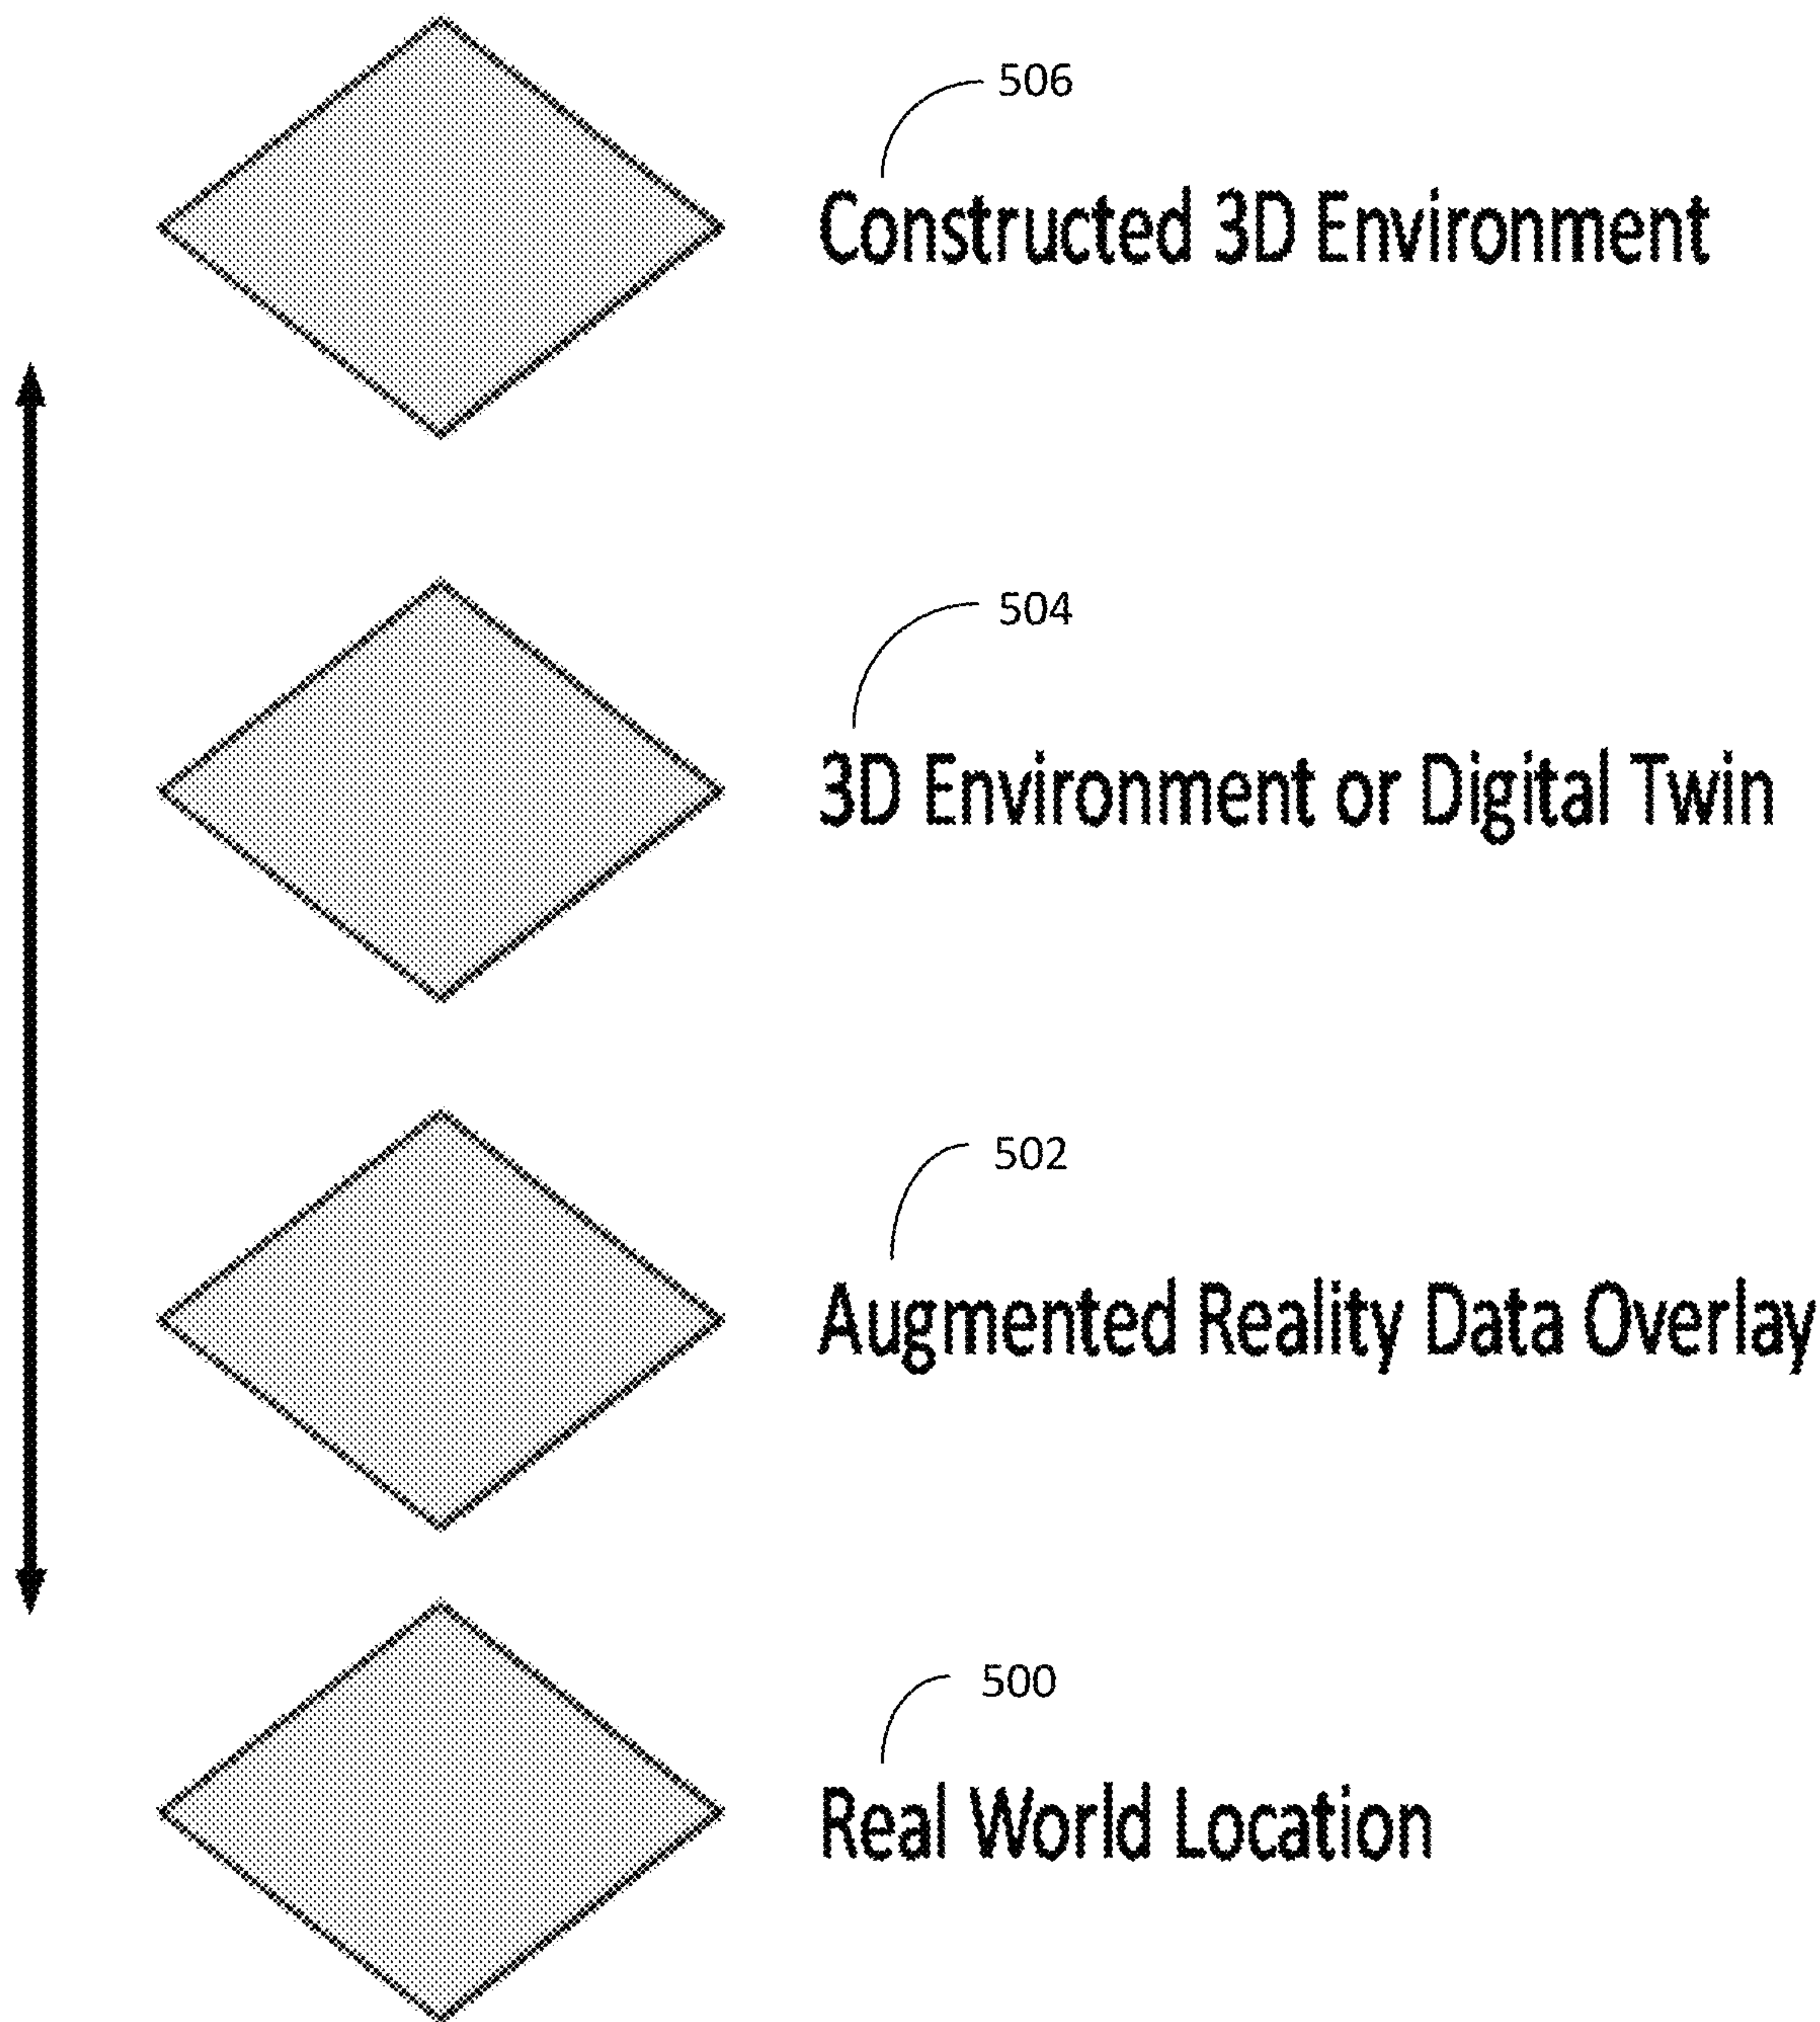 506
Constructed 3D Environment
504
3D Environment or Digital Twin
502
Augmented Reality Data Overlay
500
Real World Location